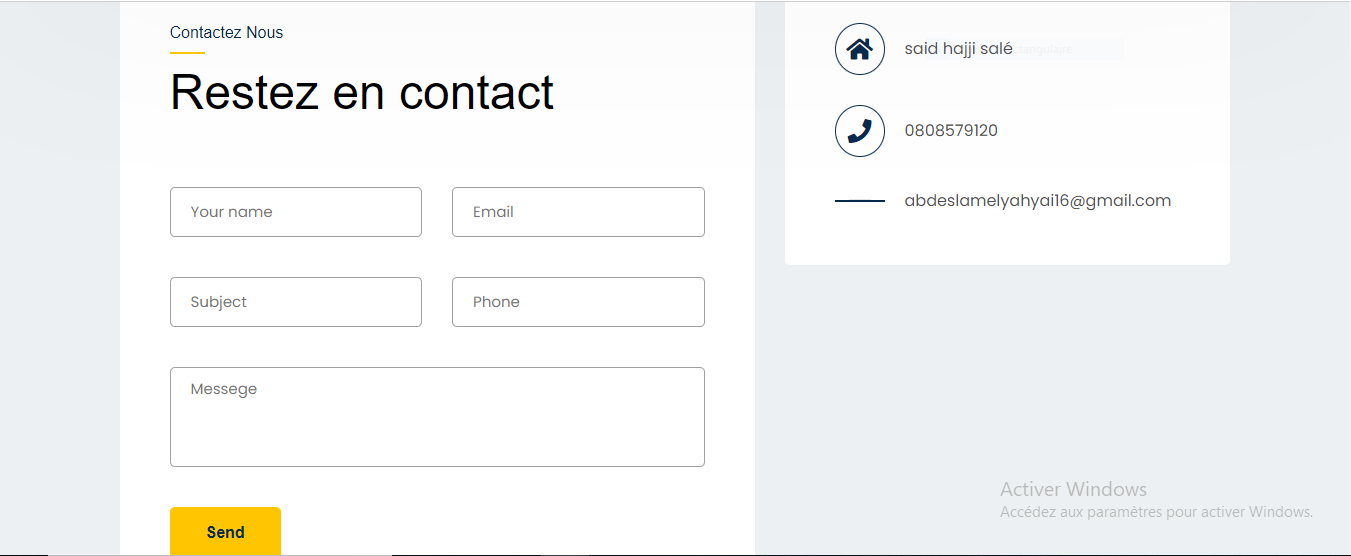 Contactez Nous
Restez en contact
Your name
Email
Subject
Phone
Messege
Send
said hajji salé
0808579120
abdeslamelyahyai16@gmail.com
Activer Windows
Accédez aux paramètres pour activer Windows.